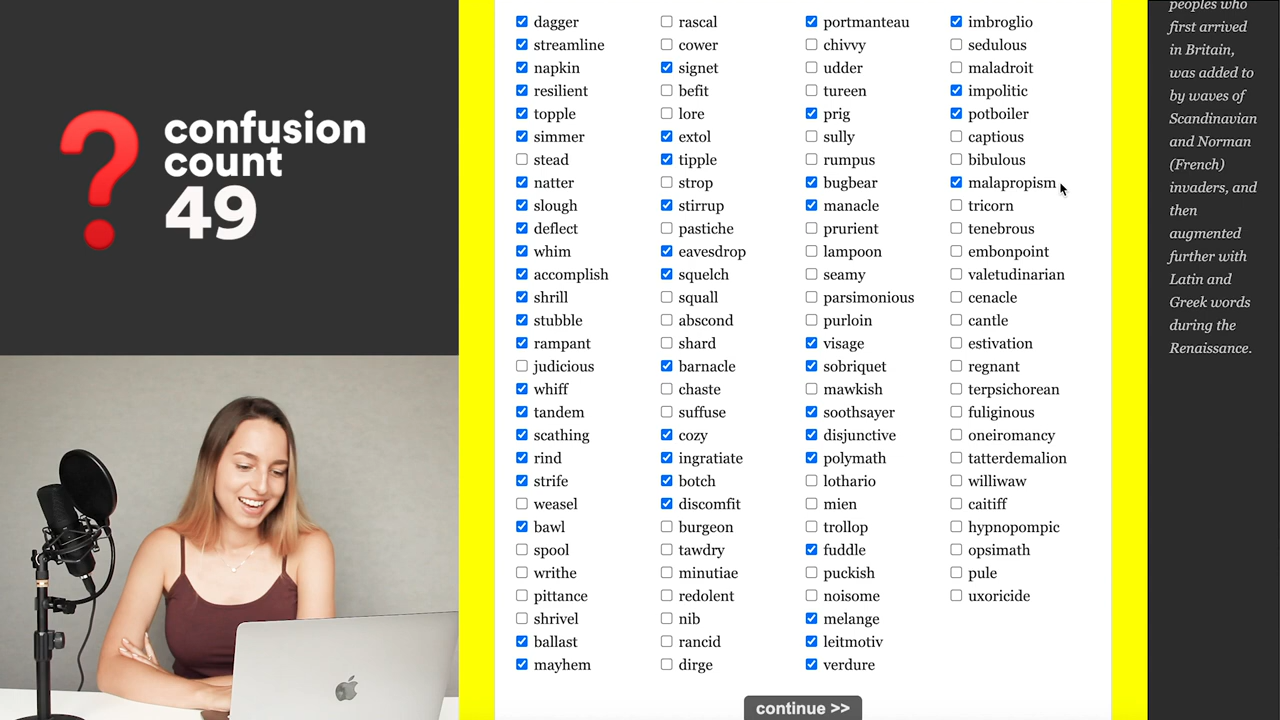 confusion
count
49
dagger
streamline
napkin
resilient
topple
simmer
stead
natter
slough
deflect
whim
accomplish
shrill
stubble
rampant
judicious
whiff
tandem
scathing
rind
strife
weasel
bawl
spool
writhe
pittance
shrivel
ballast
mayhem
rascal
cower
signet
befit
lore
extol
tipple
strop
stirrup
pastiche
eavesdrop
squelch
squall
abscond
shard
barnacle
chaste
suffuse
cozy
ingratiate
botch
discomfit
burgeon
tawdry
minutiae
redolent
nib
rancid
dirge
portmanteau
chivvy
udder
tureen
prig
sully
rumpus
bugbear
manacle
prurient
lampoon
seamy
parsimonious
purloin
visage
sobriquet
mawkish
soothsayer
disjunctive
polymath
lothario
mien
trollop
fuddle
puckish
noisome
melange
leitmotiv
verdure
imbroglio
sedulous
maladroit
impolitic
potboiler
captious
bibulous
malapropism
tricorn
tenebrous
embonpoint
valetudinarian
cenacle
cantle
estivation
regnant
terpsichorean
fuliginous
oneiromancy
tatterdemalion
williwaw
caitiff
hypnopompic
opsimath
pule
uxoricide
continue >>
peoples who
first arrived
in Britain,
was added to
by waves of
Scandinavian
and Norman
(French)
invaders, and
then
augmented
further with
Latin and
Greek words
during the
Renaissance.